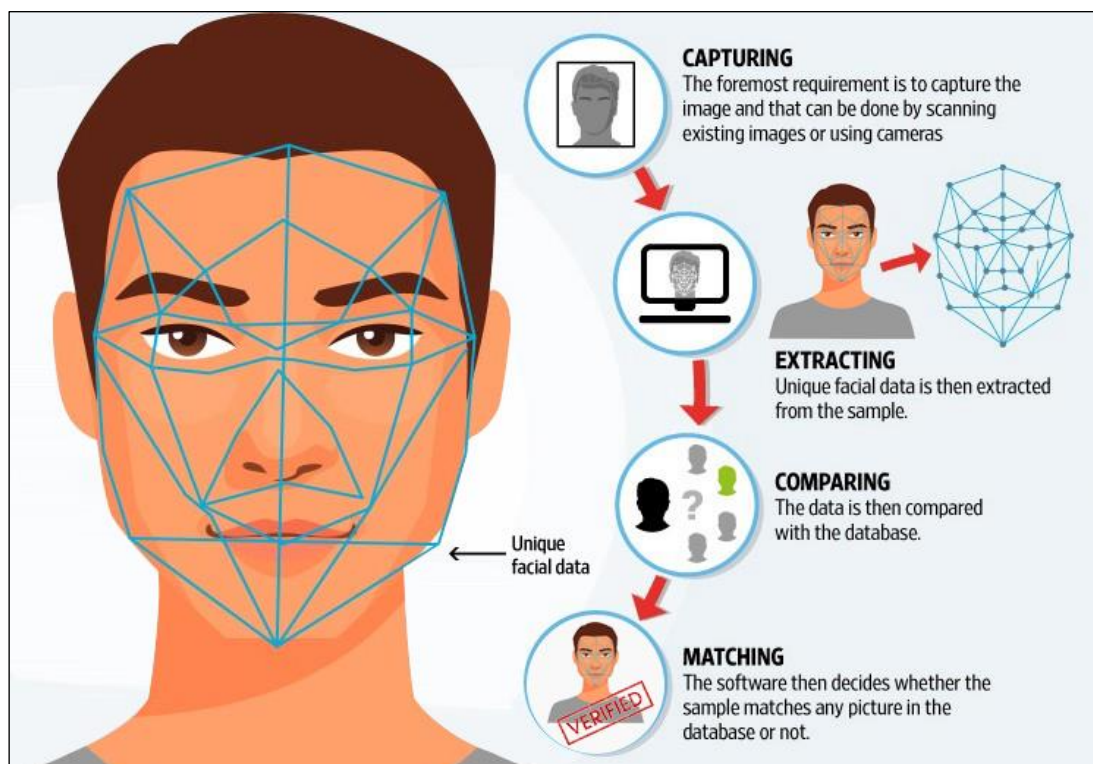 CAPTURING
The foremost requirement is to capture the
image and that can be done by scanning
existing images or using cameras
EXTRACTING
Unique facial data is then extracted
from the sample.
COMPARING
The data is then compared
with the database.
Unique
facial data
MATCHING
The software then decides whether the
sample matches any picture in the
database or not.
?
VERIFIED